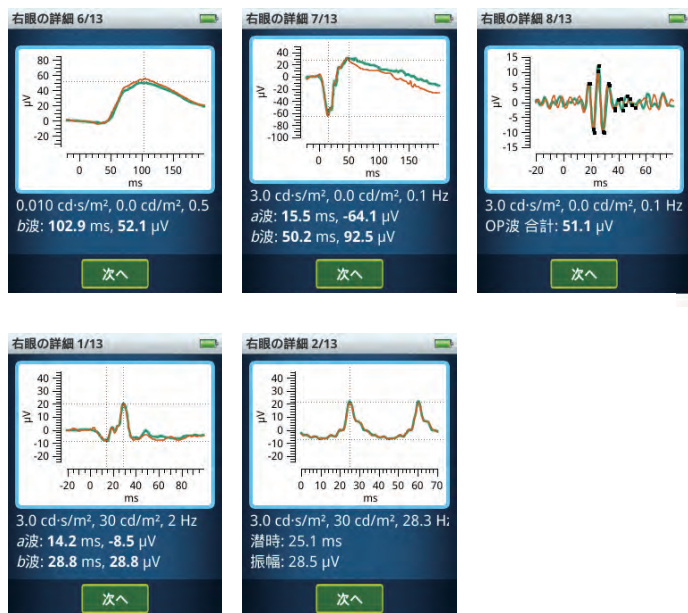 右眼の詳細 6/13
µV
80
60
40
20
0
-20
0 50 100 150
ms
0.010 cd·s/m², 0.0 cd/m², 0.5
b波: 102.9 ms, 52.1 µV
次へ
右眼の詳細 7/13
µV
40
20
0
-20
-40
-60
-80
-100
0 50 100 150
ms
3.0 cd·s/m², 0.0 cd/m², 0.1 Hz
a波: 15.5 ms, -64.1 µV
b波: 50.2 ms, 92.5 µV
次へ
右眼の詳細 8/13
µV
15
10
5
0
-5
-10
-15
-20 0 20 40 60
ms
3.0 cd·s/m², 0.0 cd/m², 0.1 Hz
OP波 合計: 51.1 µV
次へ
右眼の詳細 1/13
µV
40
30
20
10
0
-10
-20
-20 0 20 40 60 80
ms
3.0 cd·s/m², 30 cd/m², 2 Hz
a波: 14.2 ms, -8.5 µV
b波: 28.8 ms, 28.8 µV
次へ
右眼の詳細 2/13
µV
40
30
20
10
0
-10
-20
0 10 20 30 40 50 60 70
ms
3.0 cd·s/m², 30 cd/m², 28.3 Hz
潜時: 25.1 ms
振幅: 28.5 µV
次へ